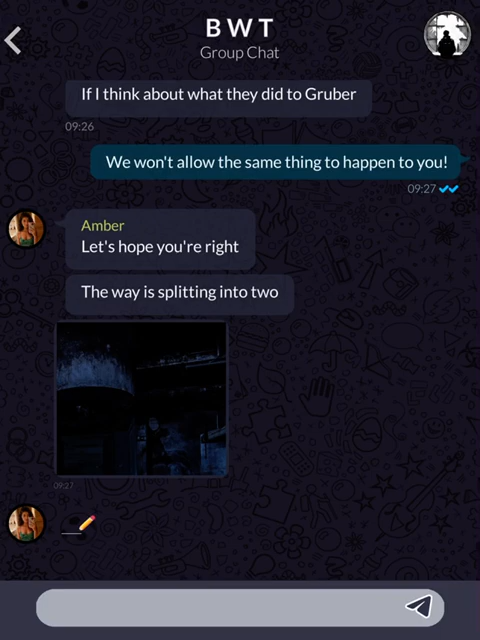 B W T
Group Chat
If I think about what they did to Gruber
09:26
We won't allow the same thing to happen to you!
09:27
Amber
Let's hope you're right
The way is splitting into two
09:27